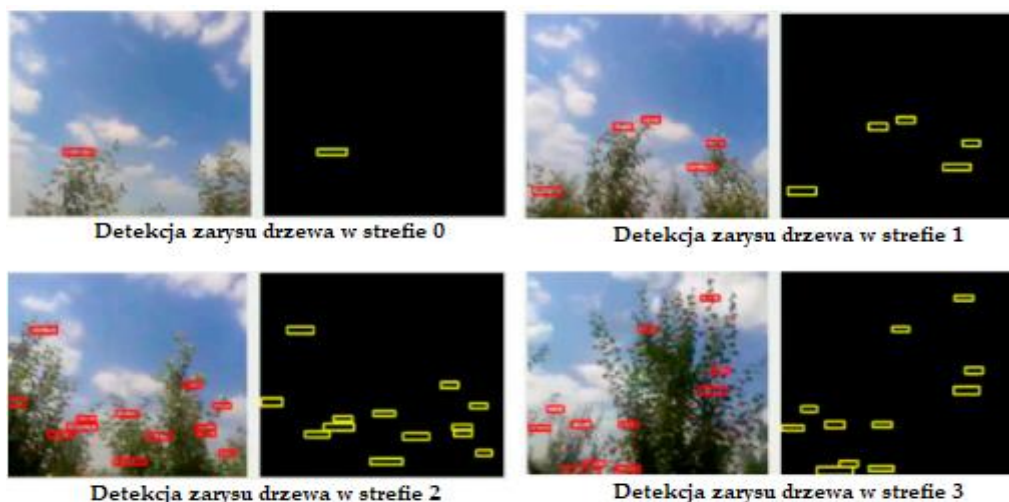 Detekcja zarysu drzewa w strefie 0
Detekcja zarysu drzewa w strefie 1
Detekcja zarysu drzewa w strefie 2
Detekcja zarysu drzewa w strefie 3